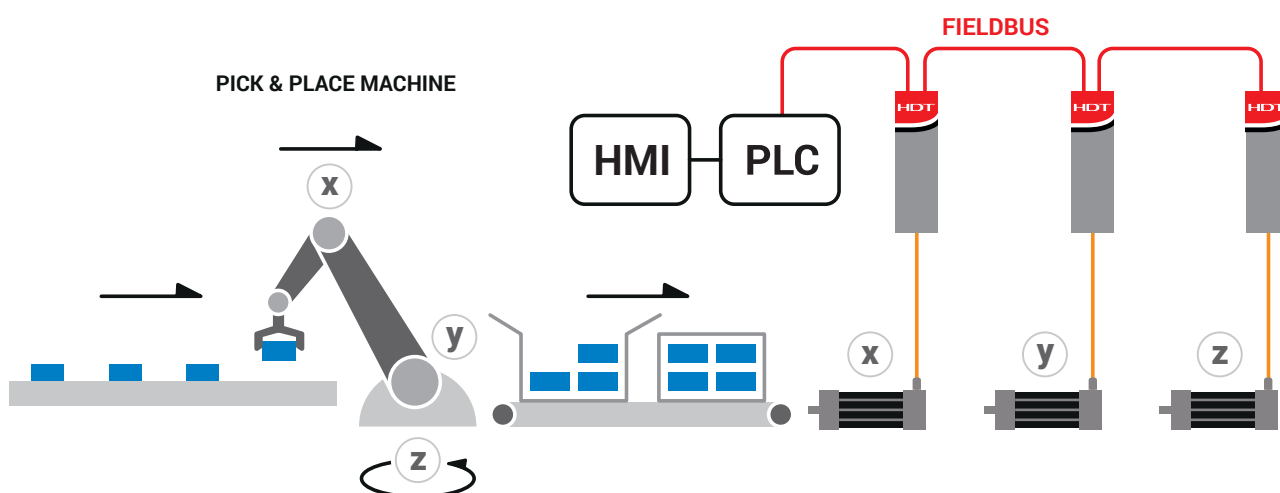 FIELDBUS
PICK & PLACE MACHINE
HDT
HDT
HDT
HMI
PLC
x
y
z
x
y
z